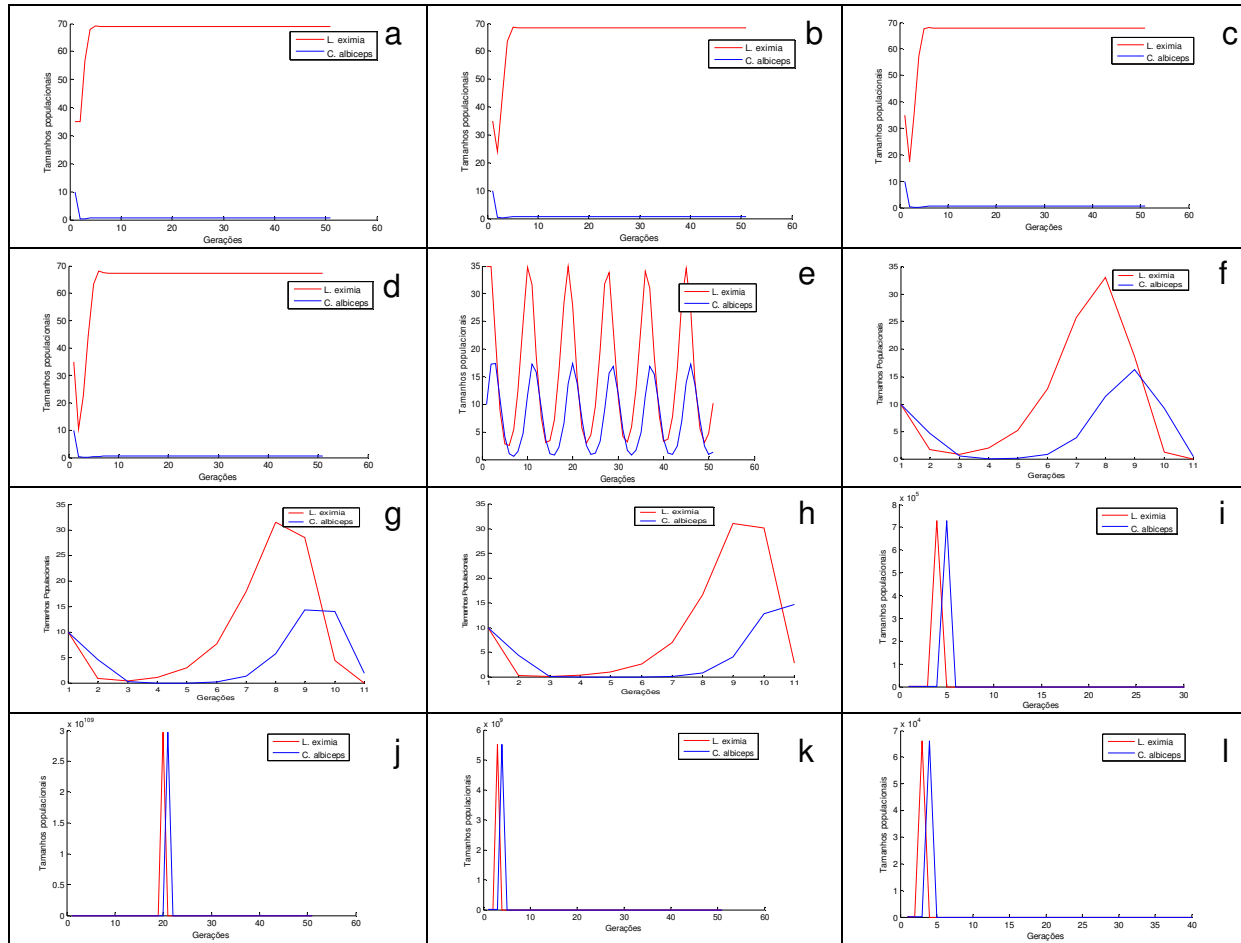 a
70
60
50
40
30
20
10
0
Tamanhos populacionais
L. eximia
C. albiceps
0 10 20 30 40 50 60
Gerações
b
70
60
50
40
30
20
10
0
Tamanhos populacionais
L. eximia
C. albiceps
0 10 20 30 40 50 60
Gerações
c
70
60
50
40
30
20
10
0
Tamanhos populacionais
L. eximia
C. albiceps
0 10 20 30 40 50 60
Gerações
d
70
60
50
40
30
20
10
0
Tamanhos populacionais
L. eximia
C. albiceps
0 10 20 30 40 50 60
Gerações
e
35
30
25
20
15
10
5
0
Tamanhos populacionais
L. eximia
C. albiceps
0 10 20 30 40 50 60
Gerações
f
35
30
25
20
15
10
5
0
Tamanhos Populacionais
L. eximia
C. albiceps
1 2 3 4 5 6 7 8 9 10 11
Gerações
g
35
30
25
20
15
10
5
0
Tamanhos Populacionais
L. eximia
C. albiceps
1 2 3 4 5 6 7 8 9 10 11
Gerações
h
35
30
25
20
15
10
5
0
Tamanhos Populacionais
L. eximia
C. albiceps
1 2 3 4 5 6 7 8 9 10 11
Gerações
i
x 10^5
8
7
6
5
4
3
2
1
0
Tamanhos populacionais
L. eximia
C. albiceps
0 5 10 15 20 25 30
Gerações
j
x 10^109
3
2.5
2
1.5
1
0.5
0
Tamanhos populacionais
L. eximia
C. albiceps
0 10 20 30 40 50 60
Gerações
k
x 10^9
6
5
4
3
2
1
0
Tamanhos populacionais
L. eximia
C. albiceps
0 10 20 30 40 50 60
Gerações
l
x 10^4
7
6
5
4
3
2
1
0
Tamanhos populacionais
L. eximia
C. albiceps
0 5 10 15 20 25 30 35 40
Gerações